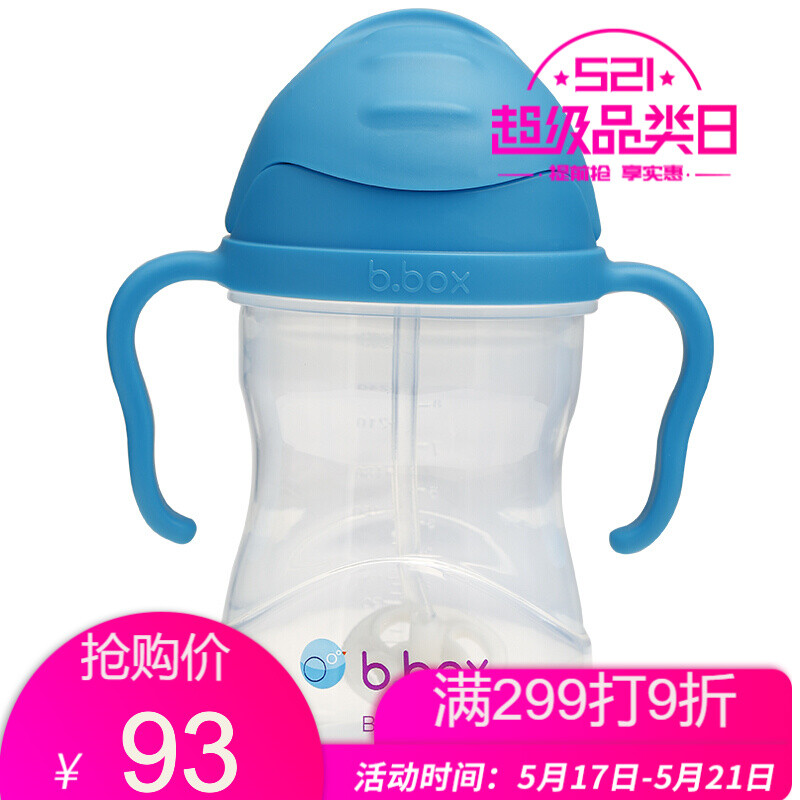 521
超级品类日
提前抢 享实惠
b.box
210
b.box
B
抢购价
¥ 93
满299打9折
活动时间：5月17日-5月21日